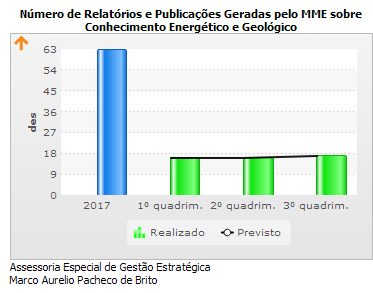 Número de Relatórios e Publicações Geradas pelo MME sobre
Conhecimento Energético e Geológico
63
54
45
36
27
18
9
0
des
2017
1º quadrim.
2º quadrim.
3º quadrim.
Realizado
Previsto
Assessoria Especial de Gestão Estratégica
Marco Aurelio Pacheco de Brito